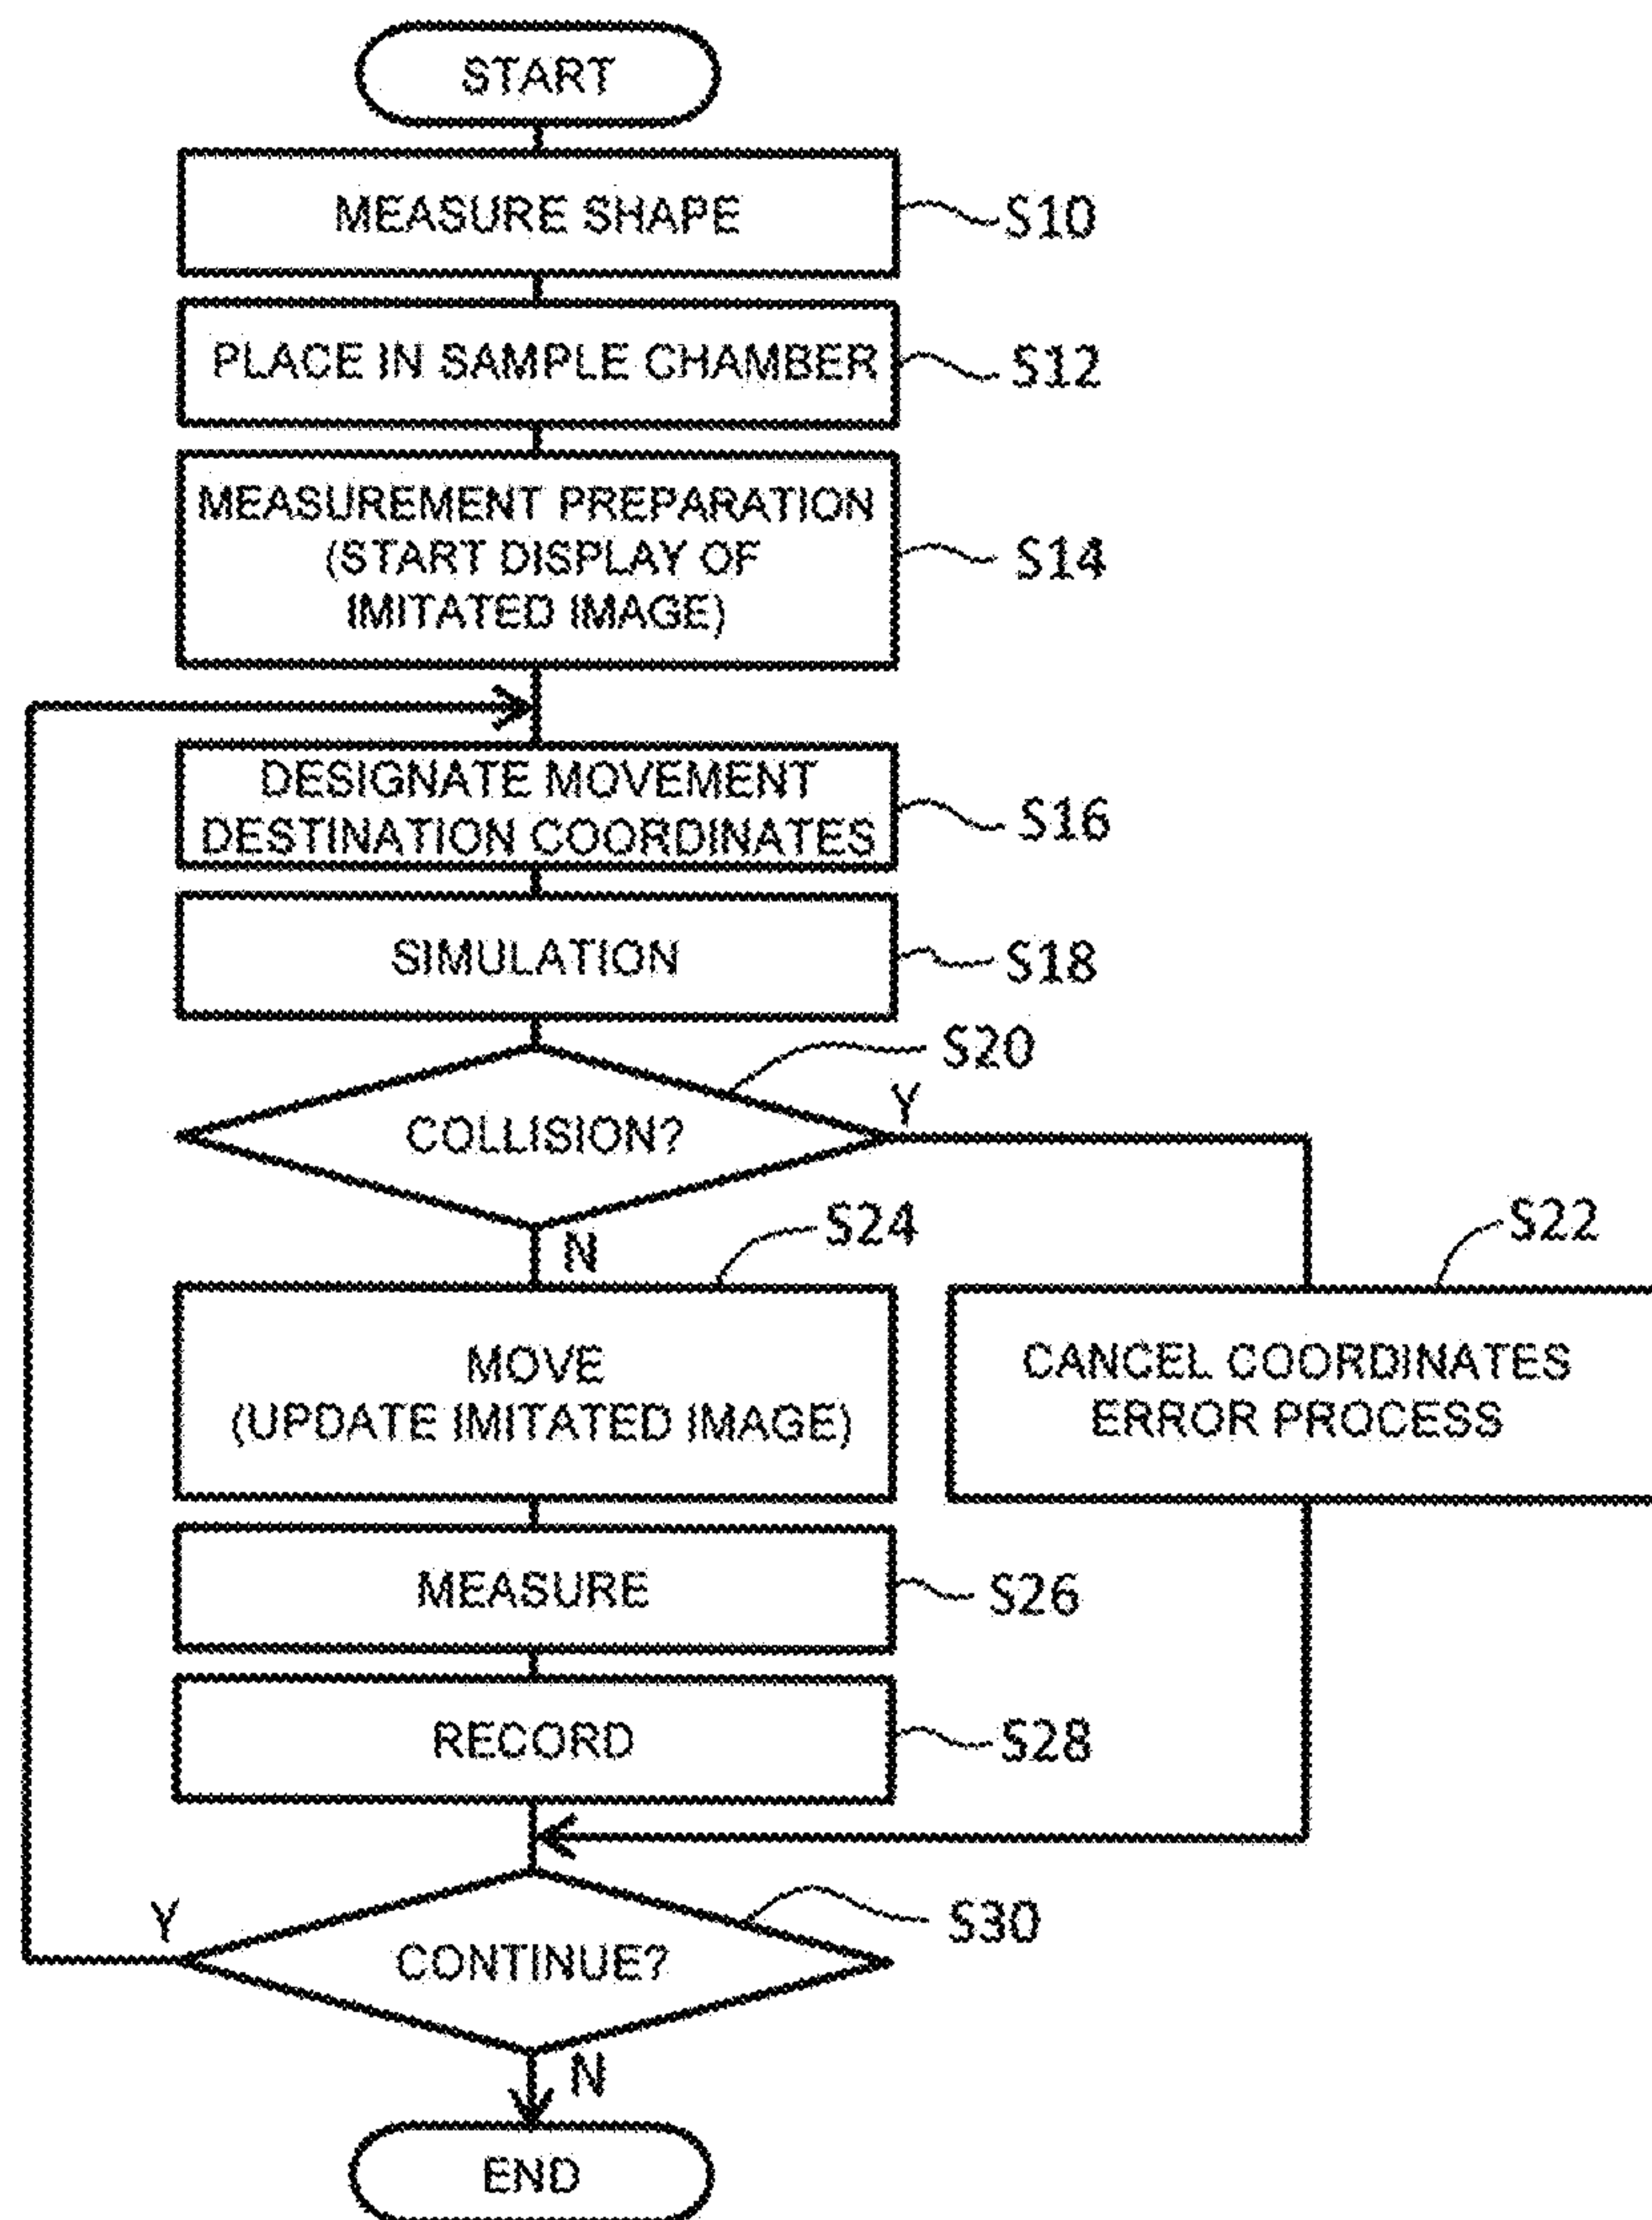 START
MEASURE SHAPE
S10
PLACE IN SAMPLE CHAMBER
S12
MEASUREMENT PREPARATION
(START DISPLAY OF
IMITATED IMAGE)
S14
DESIGNATE MOVEMENT
DESTINATION COORDINATES
S16
SIMULATION
S18
S20
COLLISION?
Y
N
S24
MOVE
(UPDATE IMITATED IMAGE)
S22
CANCEL COORDINATES
ERROR PROCESS
MEASURE
S26
RECORD
S28
S30
CONTINUE?
Y
N
END